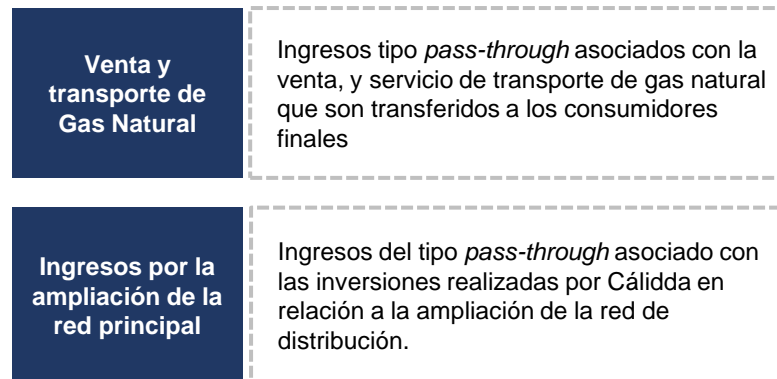 Venta y
transporte de
Gas Natural
Ingresos tipo pass-through asociados con la
venta, y servicio de transporte de gas natural
que son transferidos a los consumidores
finales
Ingresos por la
ampliación de la
red principal
Ingresos del tipo pass-through asociado con
las inversiones realizadas por Cálidda en
relación a la ampliación de la red de
distribución.